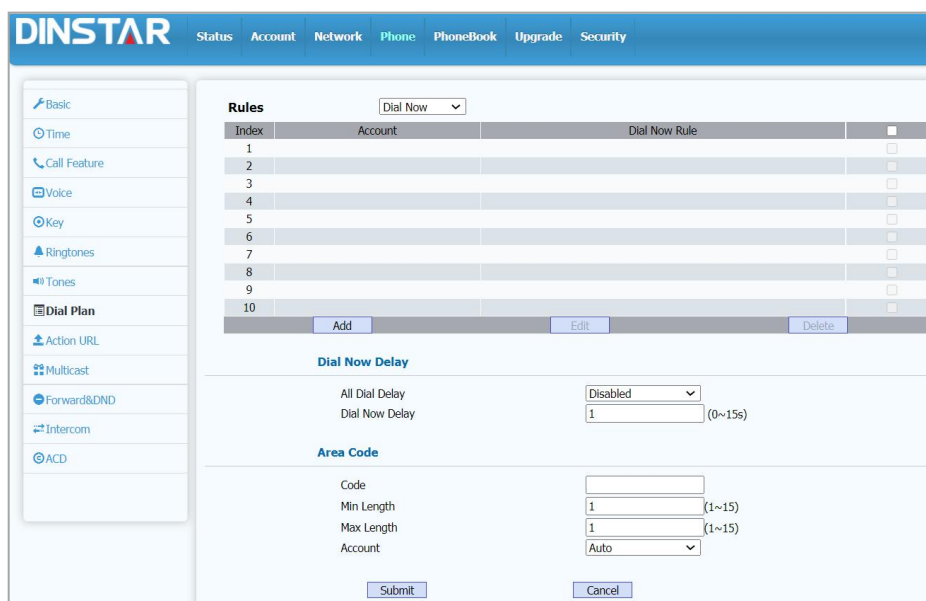 DINSTAR
Status Account Network Phone PhoneBook Upgrade Security
Basic
Time
Call Feature
Voice
Key
Ringtones
Tones
Dial Plan
Action URL
Multicast
Forward&DND
Intercom
ACD
Rules Dial Now
Index Account Dial Now Rule
1
2
3
4
5
6
7
8
9
10
Add Edit Delete
Dial Now Delay
All Dial Delay Disabled
Dial Now Delay 1 (0~15s)
Area Code
Code
Min Length 1 (1~15)
Max Length 1 (1~15)
Account Auto
Submit Cancel